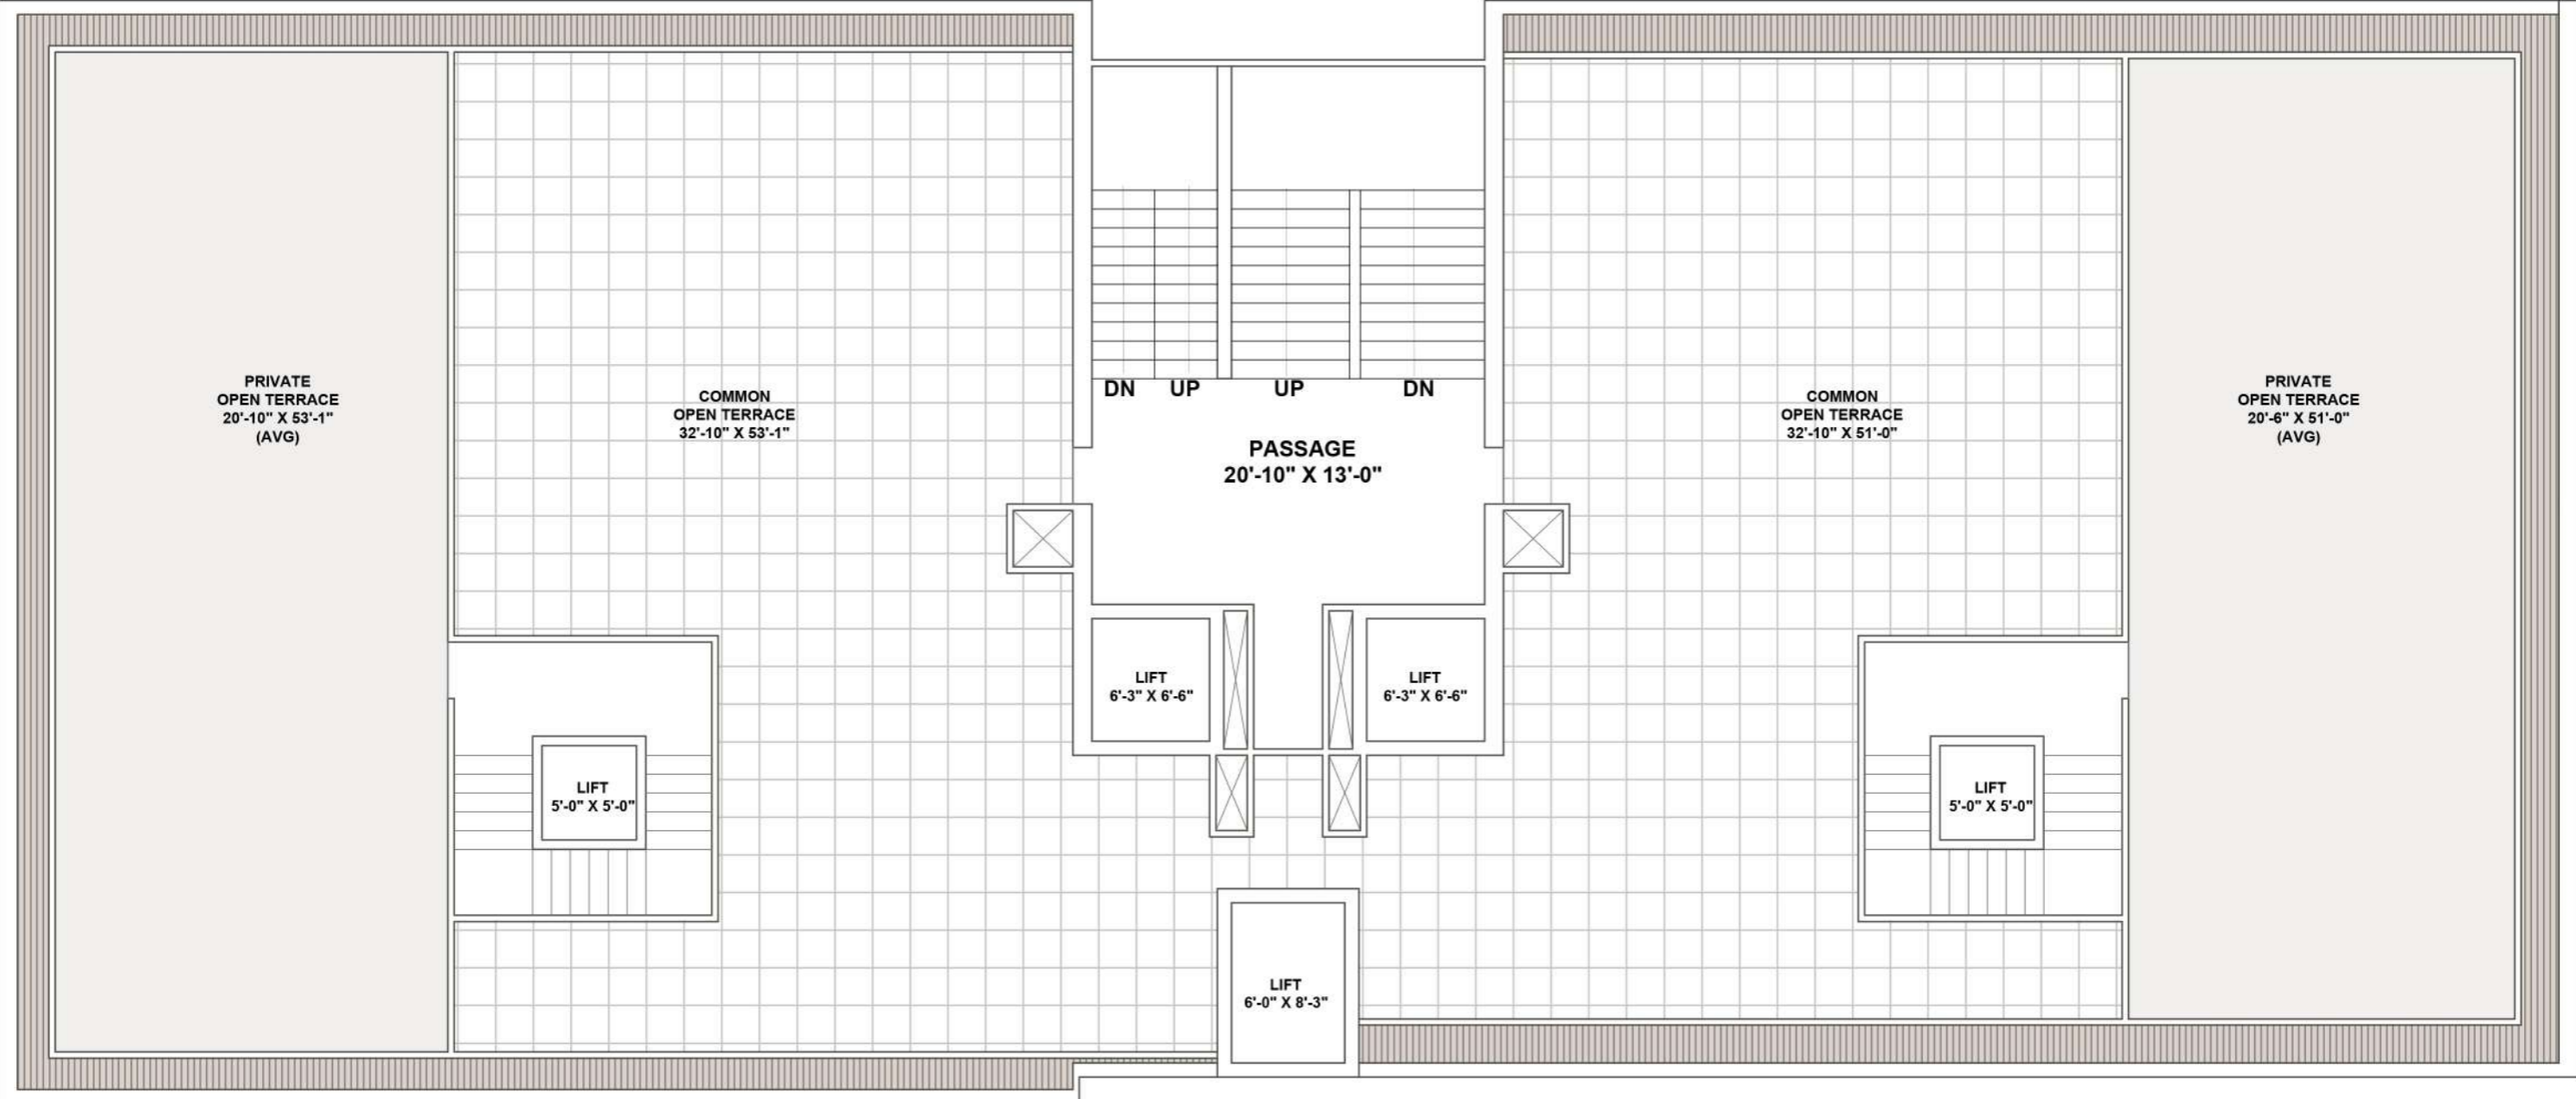 PRIVATE
OPEN TERRACE
20'-10" X 53'-1"
(AVG)
COMMON
OPEN TERRACE
32'-10" X 53'-1"
DN
UP
UP
DN
PASSAGE
20'-10" X 13'-0"
COMMON
OPEN TERRACE
32'-10" X 51'-0"
PRIVATE
OPEN TERRACE
20'-6" X 51'-0"
(AVG)
LIFT
6'-3" X 6'-6"
LIFT
6'-3" X 6'-6"
LIFT
5'-0" X 5'-0"
LIFT
5'-0" X 5'-0"
LIFT
6'-0" X 8'-3"